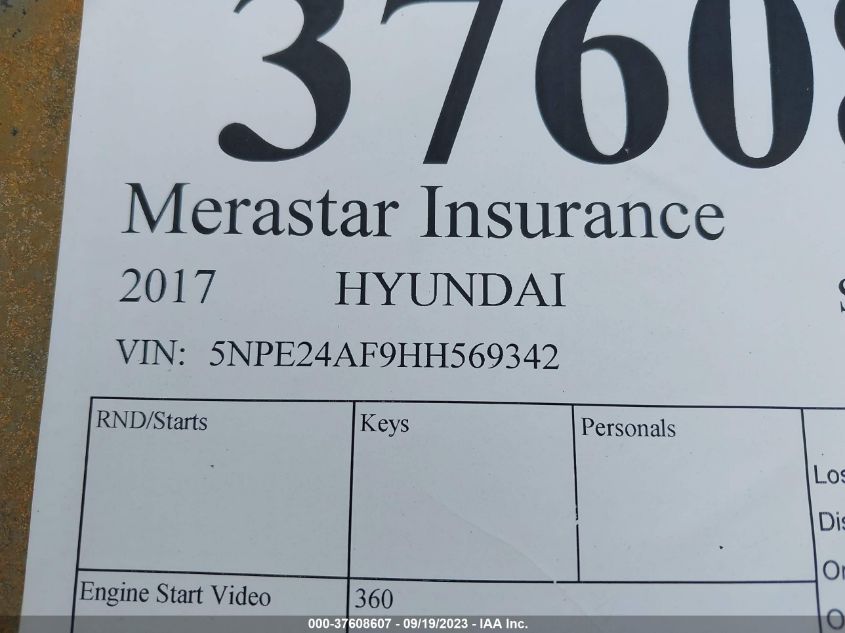 37608
Merastar Insurance
2017 HYUNDAI S
VIN: 5NPE24AF9HH569342
RND/Starts Keys Personals
Engine Start Video 360
000-37608607 - 09/19/2023 - IAA Inc.